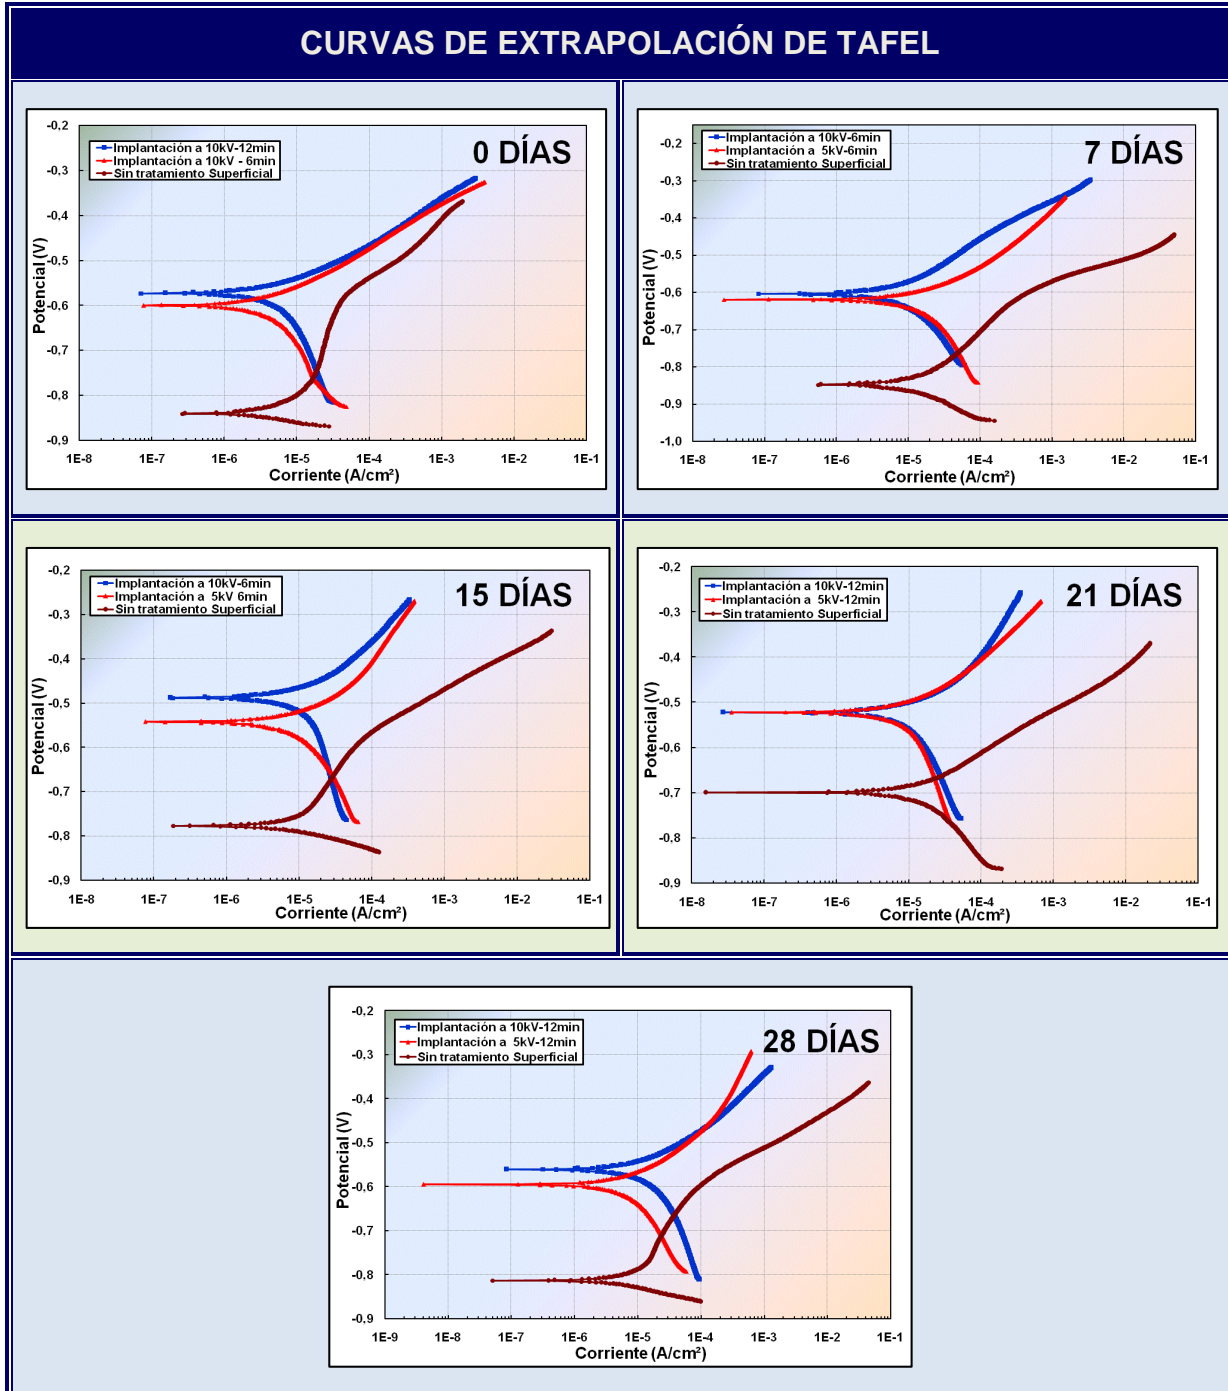 CURVAS DE EXTRAPOLACIÓN DE TAFEL
0 DÍAS
Implantación a 10kV-12min
Implantación a 10kV - 6min
Sin tratamiento Superficial
Potencial (V)
-0,2
-0,3
-0,4
-0,5
-0,6
-0,7
-0,8
-0,9
1E-8 1E-7 1E-6 1E-5 1E-4 1E-3 1E-2 1E-1
Corriente (A/cm²)
7 DÍAS
Implantación a 10kV-6min
Implantación a 5kV-6min
Sin tratamiento Superficial
Potencial (V)
-0,2
-0,3
-0,4
-0,5
-0,6
-0,7
-0,8
-0,9
-1,0
1E-8 1E-7 1E-6 1E-5 1E-4 1E-3 1E-2 1E-1
Corriente (A/cm²)
15 DÍAS
Implantación a 10kV-6min
Implantación a 5kV 6min
Sin tratamiento Superficial
Potencial (V)
-0,2
-0,3
-0,4
-0,5
-0,6
-0,7
-0,8
-0,9
1E-8 1E-7 1E-6 1E-5 1E-4 1E-3 1E-2 1E-1
Corriente (A/cm²)
21 DÍAS
Implantación a 10kV-12min
Implantación a 5kV-12min
Sin tratamiento Superficial
Potencial (V)
-0,2
-0,3
-0,4
-0,5
-0,6
-0,7
-0,8
-0,9
1E-8 1E-7 1E-6 1E-5 1E-4 1E-3 1E-2 1E-1
Corriente (A/cm²)
28 DÍAS
Implantación a 10kV-12min
Implantación a 5kV-12min
Sin tratamiento Superficial
Potencial (V)
-0,2
-0,3
-0,4
-0,5
-0,6
-0,7
-0,8
-0,9
1E-9 1E-8 1E-7 1E-6 1E-5 1E-4 1E-3 1E-2 1E-1
Corriente (A/cm²)